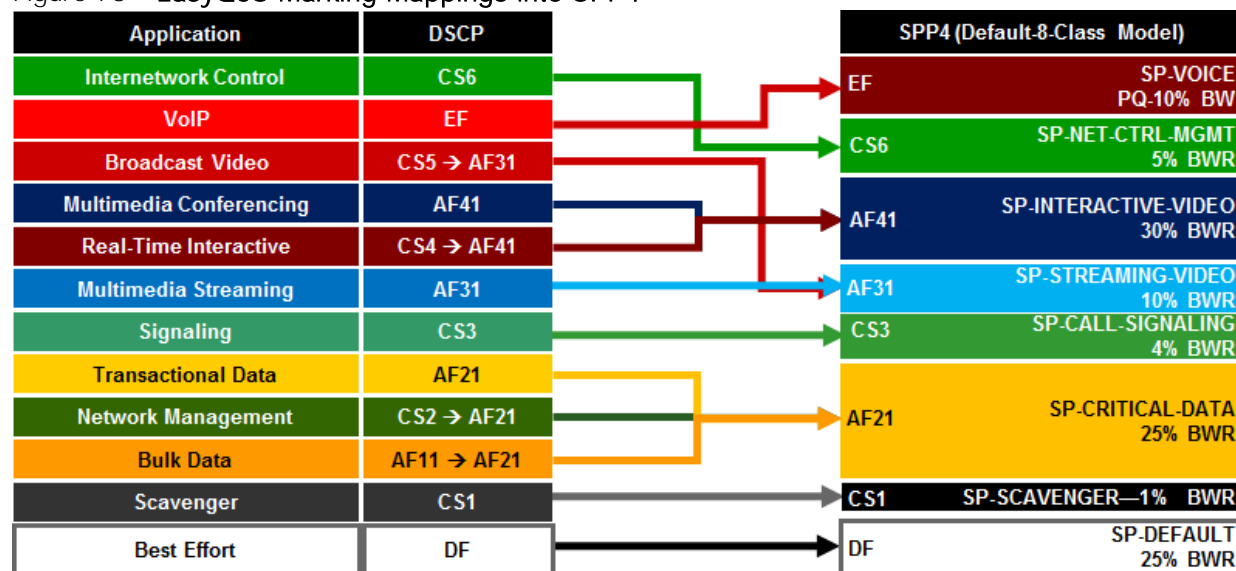 Application DSCP SPP4 (Default-8-Class Model)
Internetwork Control CS6
VoIP EF
Broadcast Video CS5 → AF31
Multimedia Conferencing AF41
Real-Time Interactive CS4 → AF41
Multimedia Streaming AF31
Signaling CS3
Transactional Data AF21
Network Management CS2 → AF21
Bulk Data AF11 → AF21
Scavenger CS1
Best Effort DF
EF SP-VOICE
PQ-10% BW
CS6 SP-NET-CTRL-MGMT
5% BWR
AF41 SP-INTERACTIVE-VIDEO
30% BWR
AF31 SP-STREAMING-VIDEO
10% BWR
CS3 SP-CALL-SIGNALING
4% BWR
AF21 SP-CRITICAL-DATA
25% BWR
CS1 SP-SCAVENGER—1% BWR
DF SP-DEFAULT
25% BWR